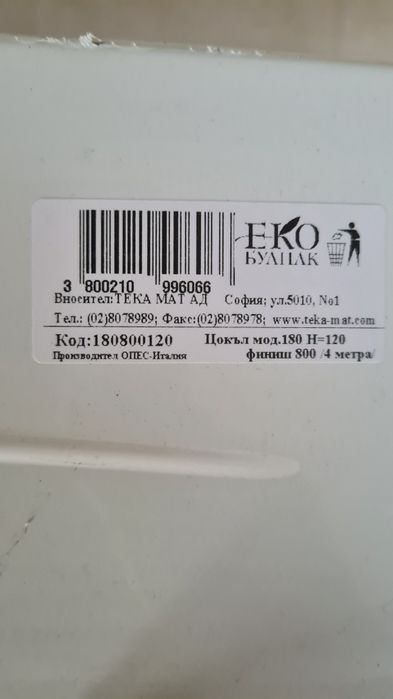 ЕКО
БУЛПАК
3 800210 996066
Вносител:ТЕКА МАТ АД София; ул.5010, No1
Тел.: (02)8078989; Факс:(02)8078978; www.teka-mat.com
Код:180800120 Цокъл мод.180 H=120
Производител ОПЕС-Италия финиш 800 /4 метра/